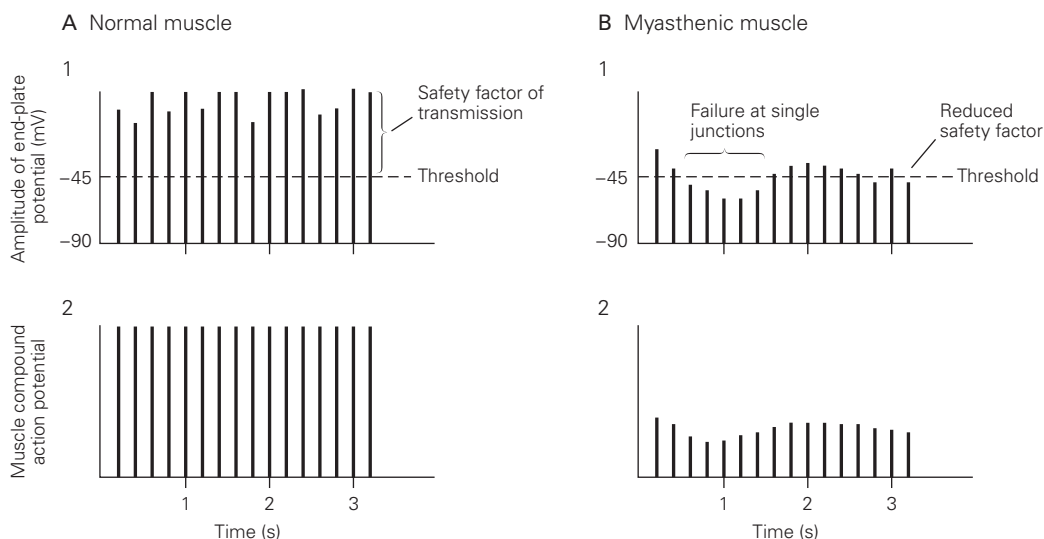 A Normal muscle
1
Amplitude of end-plate
potential (mV)
–45
–90
Safety factor of
transmission
Threshold
2
Muscle compound
action potential
1 2 3
Time (s)
B Myasthenic muscle
1
–45
–90
Failure at single
junctions
Reduced
safety factor
Threshold
2
1 2 3
Time (s)